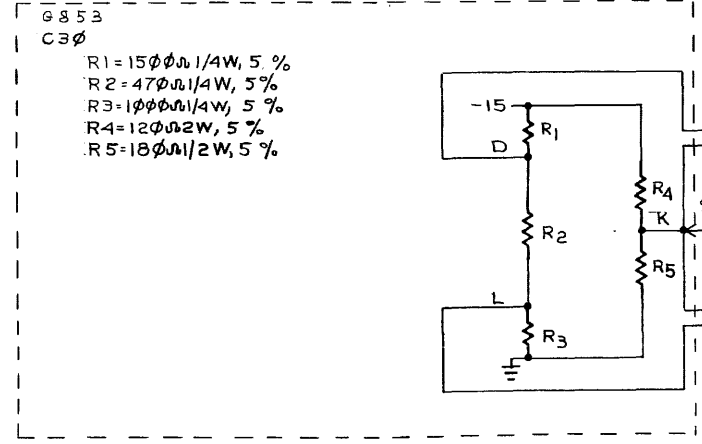 G853
C3Ø
R1=15ØØΩ1/4W, 5%
R2=47ØΩ1/4W, 5%
R3=1ØØØΩ1/4W, 5%
R4=12ØΩ2W, 5%
R5=18ØΩ1/2W, 5%
-15
R1
D
R4
K
R2
R5
L
R3